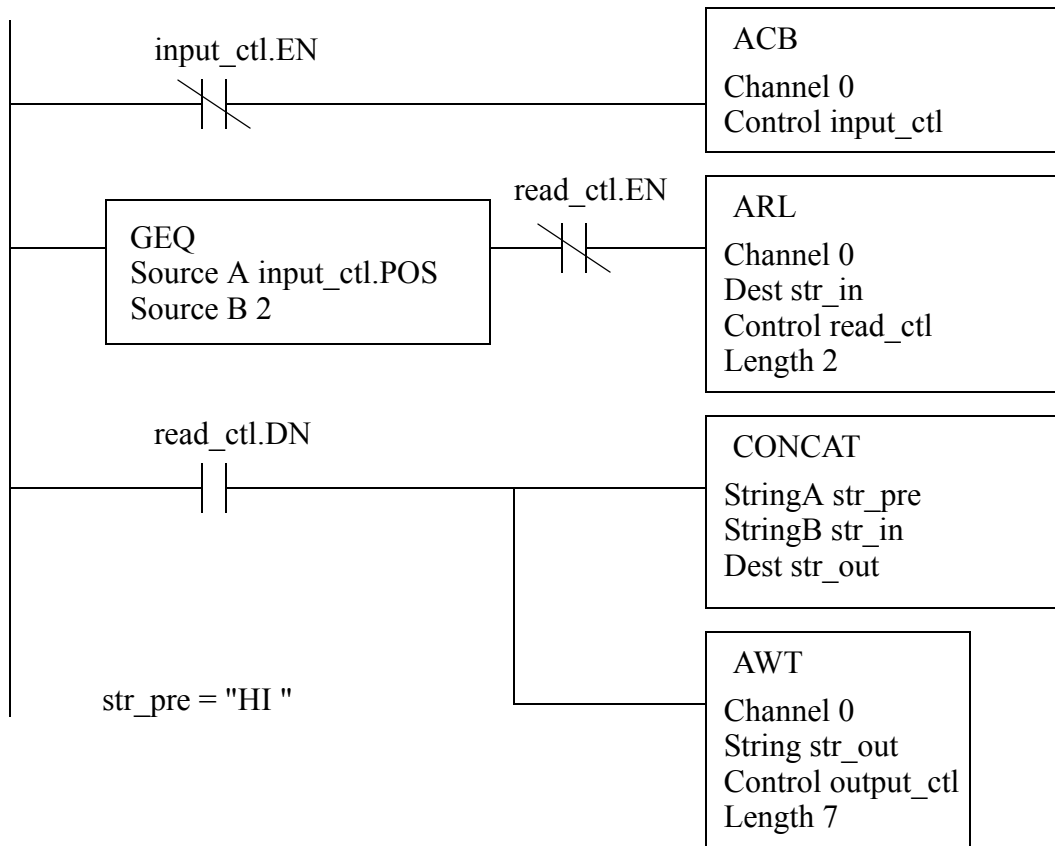 input_ctl.EN
ACB
Channel 0
Control input_ctl
GEQ
Source A input_ctl.POS
Source B 2
read_ctl.EN
ARL
Channel 0
Dest str_in
Control read_ctl
Length 2
read_ctl.DN
CONCAT
StringA str_pre
StringB str_in
Dest str_out
AWT
Channel 0
String str_out
Control output_ctl
Length 7
str_pre = "HI "